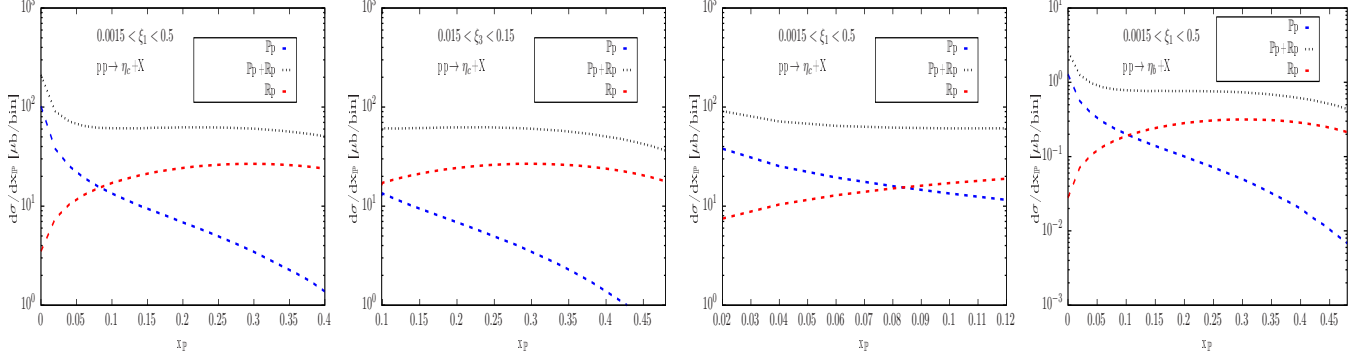 10³
10²
10¹
10⁰
dσ/dx_ℙ [μb/bin]
0.0015<ξ₁<0.5
pp→ η_c+X
ℙp
ℙp+ℝp
ℝp
0 0.05 0.1 0.15 0.2 0.25 0.3 0.35 0.4
x_ℙ
10³
10²
10¹
10⁰
dσ/dx_ℙ [μb/bin]
0.015<ξ₃<0.15
pp→ η_c+X
ℙp
ℙp+ℝp
ℝp
0.1 0.15 0.2 0.25 0.3 0.35 0.4 0.45
x_ℙ
10³
10²
10¹
10⁰
dσ/dx_ℙ [μb/bin]
0.0015<ξ₁<0.5
pp→ η_c+X
ℙp
ℙp+ℝp
ℝp
0.02 0.03 0.04 0.05 0.06 0.07 0.08 0.09 0.1 0.11 0.12
x_ℙ
10¹
10⁰
10⁻¹
10⁻²
10⁻³
dσ/dx_ℙ [μb/bin]
0.0015<ξ₁<0.5
pp→ η_b+X
ℙp
ℙp+ℝp
ℝp
0 0.05 0.1 0.15 0.2 0.25 0.3 0.35 0.4 0.45
x_ℙ